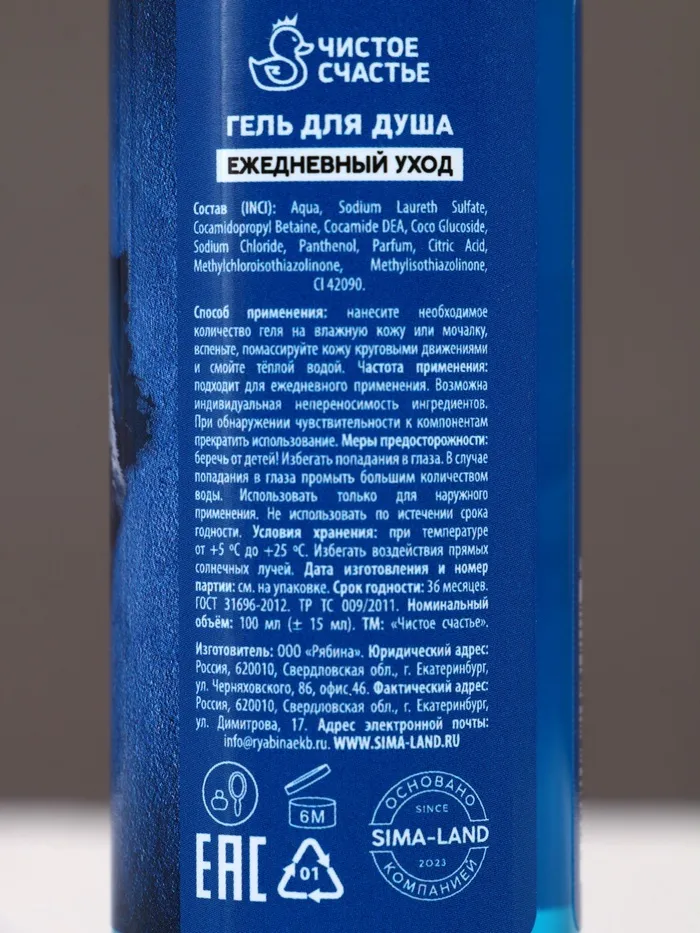 ЧИСТОЕ
СЧАСТЬЕ
ГЕЛЬ ДЛЯ ДУША
ЕЖЕДНЕВНЫЙ УХОД
Состав (INCI): Aqua, Sodium Laureth Sulfate,
Cocamidopropyl Betaine, Cocamide DEA, Coco Glucoside,
Sodium Chloride, Panthenol, Parfum, Citric Acid,
Methylchloroisothiazolinone, Methylisothiazolinone,
CI 42090.
Способ применения: нанесите необходимое
количество геля на влажную кожу или мочалку,
вспеньте, помассируйте кожу круговыми движениями
и смойте тёплой водой. Частота применения:
подходит для ежедневного применения. Возможна
индивидуальная непереносимость ингредиентов.
При обнаружении чувствительности к компонентам
прекратить использование. Меры предосторожности:
беречь от детей! Избегать попадания в глаза. В случае
попадания в глаза промыть большим количеством
воды. Использовать только для наружного
применения. Не использовать по истечении срока
годности. Условия хранения: при температуре
от +5 ºС до +25 ºС. Избегать воздействия прямых
солнечных лучей. Дата изготовления и номер
партии: см. на упаковке. Срок годности: 36 месяцев.
ГОСТ 31696-2012. ТР ТС 009/2011. Номинальный
объём: 100 мл (± 15 мл). ТМ: «Чистое счастье».
Изготовитель: ООО «Рябина». Юридический адрес:
Россия, 620010, Свердловская обл., г. Екатеринбург,
ул. Черняховского, 86, офис 46. Фактический адрес:
Россия, 620010, Свердловская обл., г. Екатеринбург,
ул. Димитрова, 17. Адрес электронной почты:
info@ryabinaekb.ru. WWW.SIMA-LAND.RU
6M
ЕАС
01
ОСНОВАНО
SINCE
SIMA-LAND
2023
КОМПАНИЕЙ